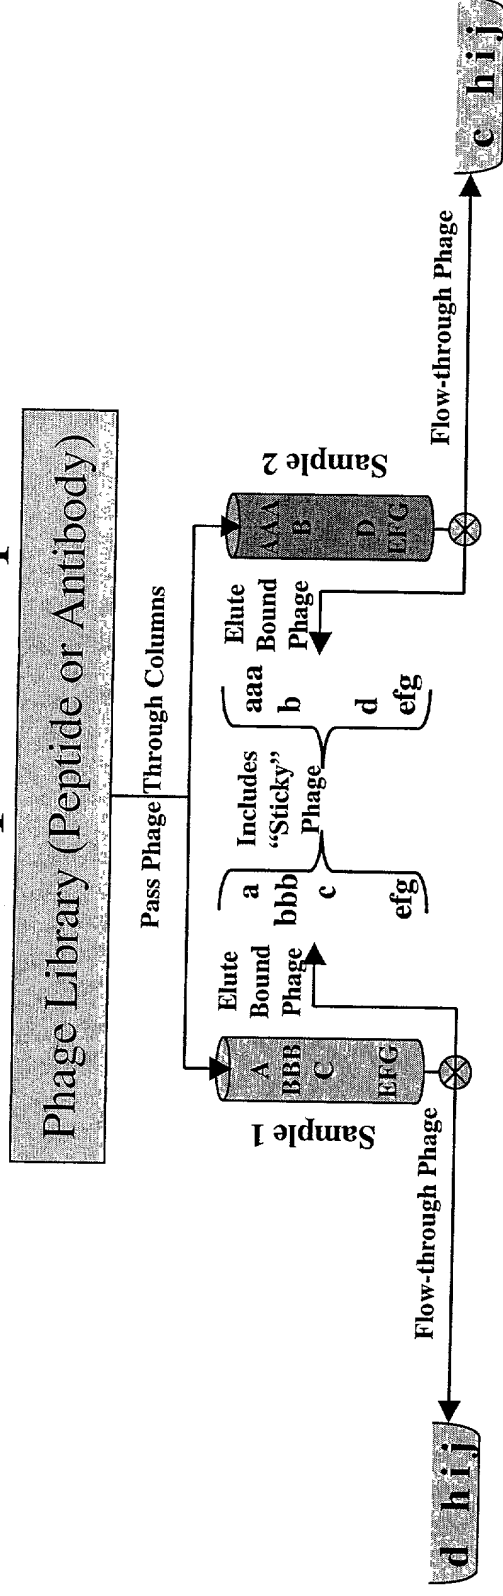 Phage Library (Peptide or Antibody)
Pass Phage Through Columns
Sample 1
A
BBB
C
EFG
Elute
Bound
Phage
a
bbb
c
efg
Includes
“Sticky”
Phage
aaa
b
d
efg
Elute
Bound
Phage
AAA
B
D
EFG
Sample 2
Flow-through Phage
d h i j
Flow-through Phage
c h i j